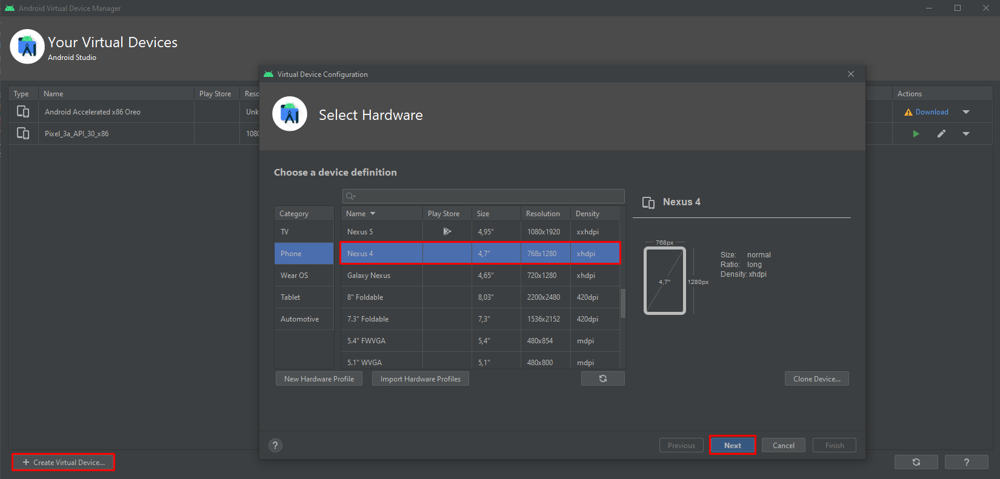 Android Virtual Device Manager
Your Virtual Devices
Android Studio
Type Name Play Store Reso Actions
Android Accelerated x86 Oreo Unk Download
Pixel_3a_API_30_x86 1080
Virtual Device Configuration
Select Hardware
Choose a device definition
Category
TV
Phone
Wear OS
Tablet
Automotive
Name Play Store Size Resolution Density
Nexus 5 4,95" 1080x1920 xxhdpi
Nexus 4 4,7" 768x1280 xhdpi
Galaxy Nexus 4,65" 720x1280 xhdpi
8" Foldable 8,03" 2200x2480 420dpi
7.3" Foldable 7,3" 1536x2152 420dpi
5.4" FWVGA 5,4" 480x854 mdpi
5.1" WVGA 5,1" 480x800 mdpi
New Hardware Profile Import Hardware Profiles
Nexus 4
768px
4,7"
1280px
Size: normal
Ratio: long
Density: xhdpi
Clone Device...
? Previous Next Cancel Finish
+ Create Virtual Device... ?